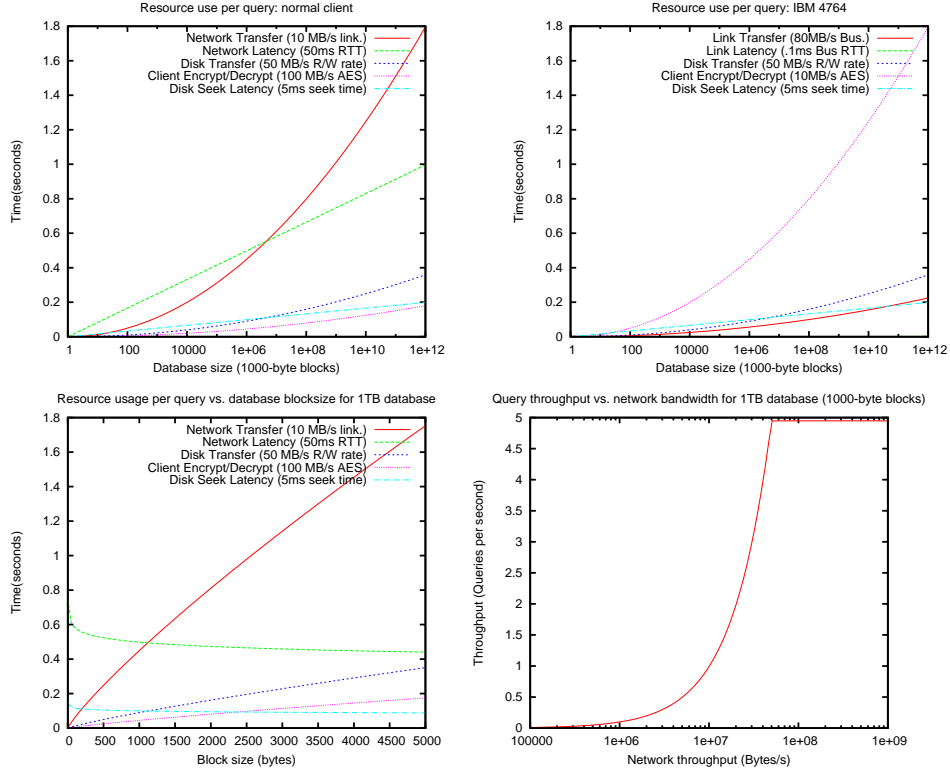 Resource use per query: normal client
Time(seconds)
1.8
1.6
1.4
1.2
1
0.8
0.6
0.4
0.2
0
Network Transfer (10 MB/s link.)
Network Latency (50ms RTT)
Disk Transfer (50 MB/s R/W rate)
Client Encrypt/Decrypt (100 MB/s AES)
Disk Seek Latency (5ms seek time)
1 100 10000 1e+06 1e+08 1e+10 1e+12
Database size (1000-byte blocks)
Resource use per query: IBM 4764
Time(seconds)
1.8
1.6
1.4
1.2
1
0.8
0.6
0.4
0.2
0
Link Transfer (80MB/s Bus.)
Link Latency (.1ms Bus RTT)
Disk Transfer (50 MB/s R/W rate)
Client Encrypt/Decrypt (10MB/s AES)
Disk Seek Latency (5ms seek time)
1 100 10000 1e+06 1e+08 1e+10 1e+12
Database size (1000-byte blocks)
Resource usage per query vs. database blocksize for 1TB database
Time(seconds)
1.8
1.6
1.4
1.2
1
0.8
0.6
0.4
0.2
0
Network Transfer (10 MB/s link.)
Network Latency (50ms RTT)
Disk Transfer (50 MB/s R/W rate)
Client Encrypt/Decrypt (100 MB/s AES)
Disk Seek Latency (5ms seek time)
0 500 1000 1500 2000 2500 3000 3500 4000 4500 5000
Block size (bytes)
Query throughput vs. network bandwidth for 1TB database (1000-byte blocks)
Throughput (Queries per second)
5
4.5
4
3.5
3
2.5
2
1.5
1
0.5
0
100000 1e+06 1e+07 1e+08 1e+09
Network throughput (Bytes/s)